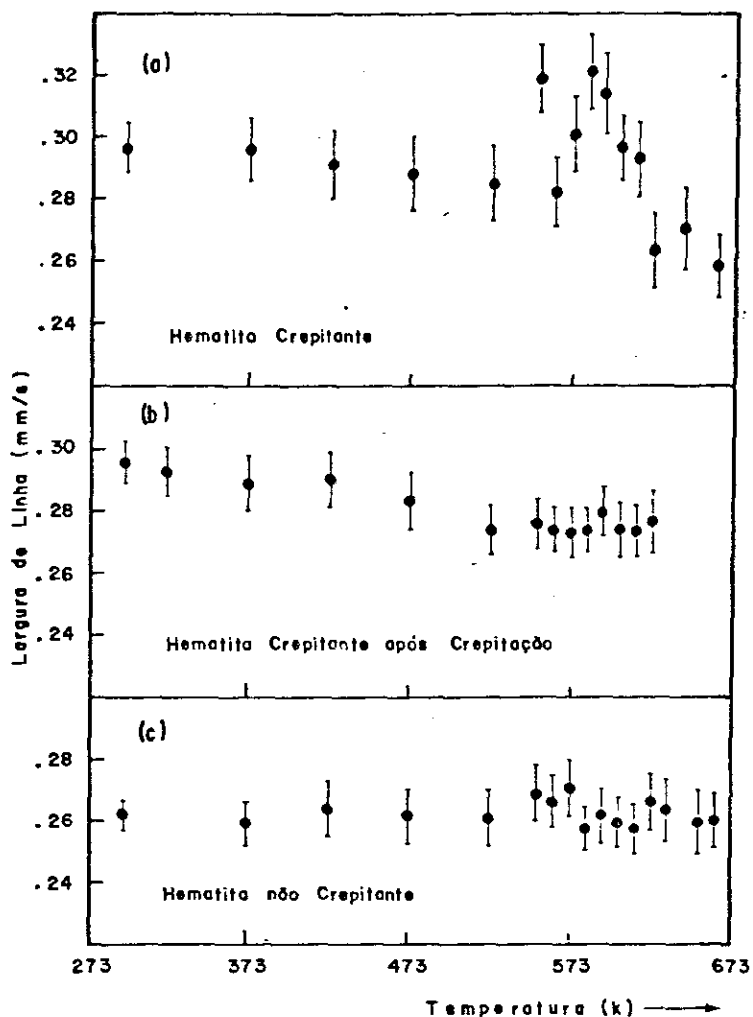 (a)
.32
.30
.28
.26
.24
Hematita Crepitante
Largura de Linha (mm/s)
(b)
.30
.28
.26
.24
Hematita Crepitante após Crepitação
(c)
.28
.26
.24
Hematita não Crepitante
273 373 473 573 673
Temperatura (k)